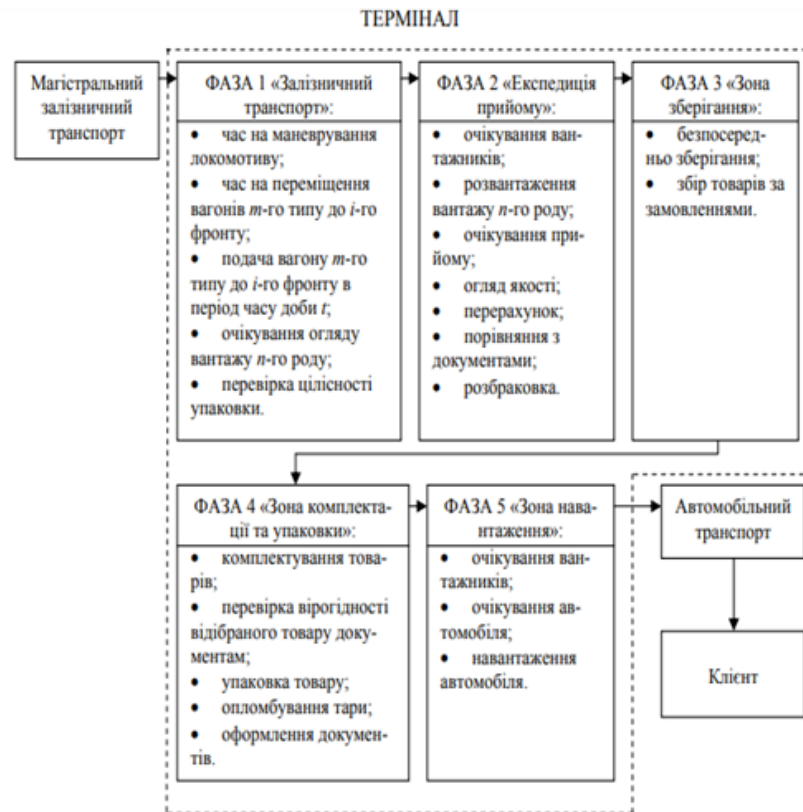 ТЕРМІНАЛ
Магістральний
залізничний
транспорт
ФАЗА 1 «Залізничний
транспорт»:
• час на маневрування
локомотиву;
• час на переміщення
вагонів m-го типу до i-го
фронту;
• подача вагону m-го
типу до i-го фронту в
період часу доби t;
• очікування огляду
вантажу n-го роду;
• перевірка цілісності
упаковки.
ФАЗА 2 «Експедиція
прийому»:
• очікування ван-
тажників;
• розвантаження
вантажу n-го роду;
• очікування при-
йому;
• огляд якості;
• перерахунок;
• порівняння з
документами;
• розбраковка.
ФАЗА 3 «Зона
зберігання»:
• безпосеред-
ньо зберігання;
• збір товарів за
замовленнями.
ФАЗА 4 «Зона комплекта-
ції та упаковки»:
• комплектування това-
рів;
• перевірка вірогідності
відібраного товару доку-
ментам;
• упаковка товару;
• опломбування тари;
• оформлення докумен-
тів.
ФАЗА 5 «Зона нава-
нтаження»:
• очікування ван-
тажників;
• очікування ав-
томобіля;
• навантаження
автомобіля.
Автомобільний
транспорт
Клієнт